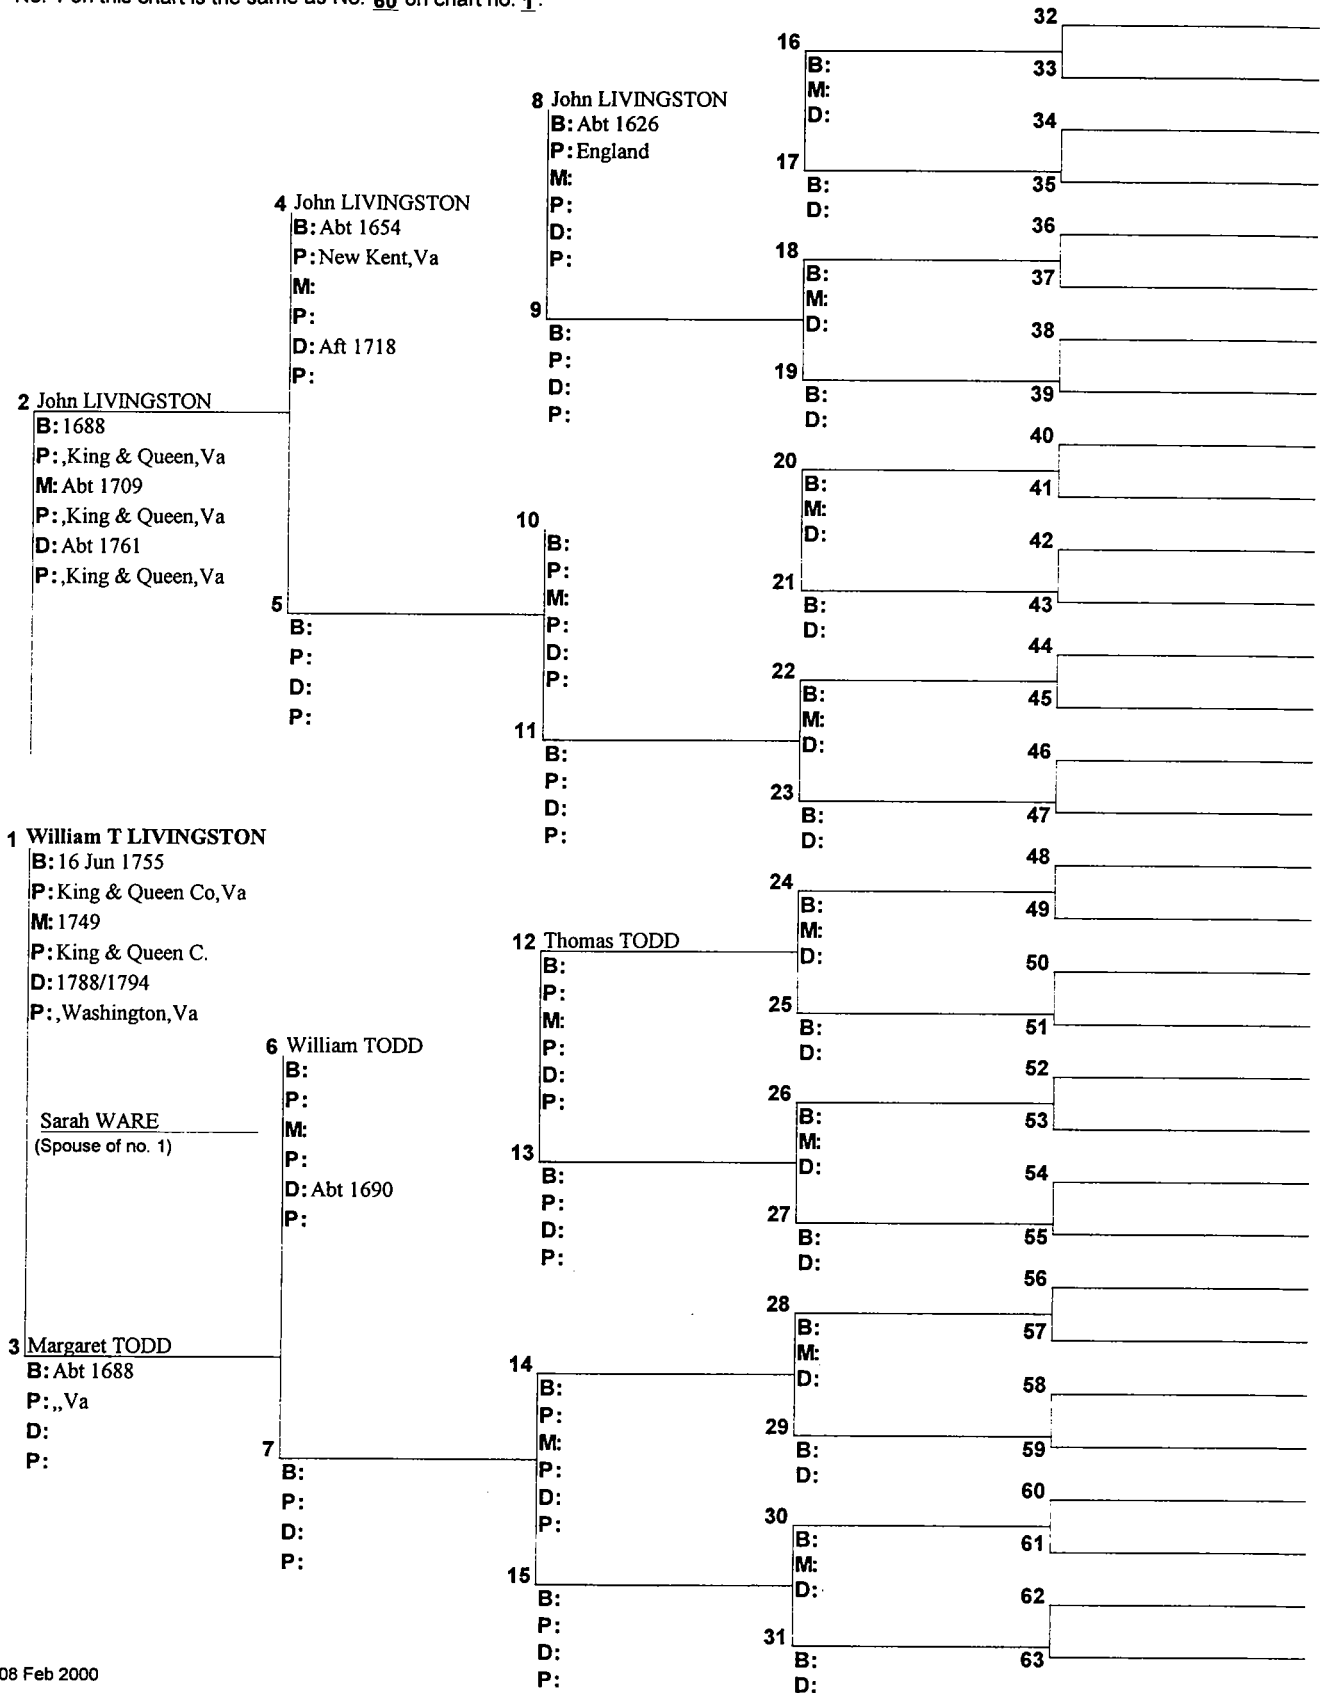 No. 1 on this chart is the same as No. 60 on chart no. 1.
1 William T LIVINGSTON
B: 16 Jun 1755
P: King & Queen Co,Va
M: 1749
P: King & Queen C.
D: 1788/1794
P: ,Washington,Va
Sarah WARE
(Spouse of no. 1)
2 John LIVINGSTON
B: 1688
P: ,King & Queen,Va
M: Abt 1709
P: ,King & Queen,Va
D: Abt 1761
P: ,King & Queen,Va
3 Margaret TODD
B: Abt 1688
P: ,,Va
D:
P:
4 John LIVINGSTON
B: Abt 1654
P: New Kent,Va
M:
P:
D: Aft 1718
P:
5
B:
P:
D:
P:
6 William TODD
B:
P:
M:
P:
D: Abt 1690
P:
7
B:
P:
D:
P:
8 John LIVINGSTON
B: Abt 1626
P: England
M:
P:
D:
P:
9
B:
P:
D:
P:
10
B:
P:
M:
P:
D:
P:
11
B:
P:
D:
P:
12 Thomas TODD
B:
P:
M:
P:
D:
P:
13
B:
P:
D:
P:
14
B:
P:
M:
P:
D:
P:
15
B:
P:
D:
P:
16
B:
M:
D:
17
B:
D:
18
B:
M:
D:
19
B:
D:
20
B:
M:
D:
21
B:
D:
22
B:
M:
D:
23
B:
D:
24
B:
M:
D:
25
B:
D:
26
B:
M:
D:
27
B:
D:
28
B:
M:
D:
29
B:
D:
30
B:
M:
D:
31
B:
D:
32
33
34
35
36
37
38
39
40
41
42
43
44
45
46
47
48
49
50
51
52
53
54
55
56
57
58
59
60
61
62
63
08 Feb 2000